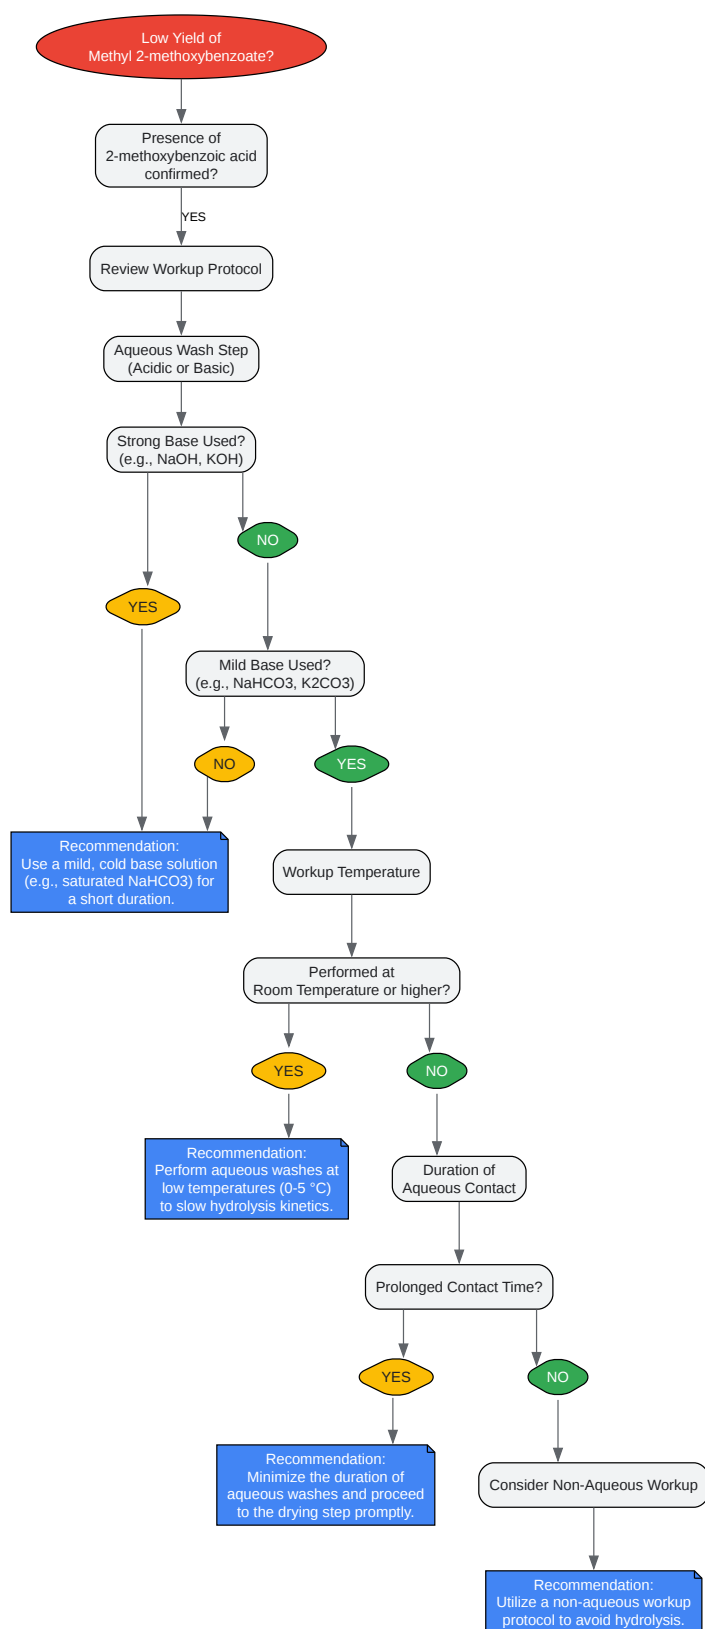 Low Yield of
Methyl 2-methoxybenzoate?
Presence of
2-methoxybenzoic acid
confirmed?
YES
Review Workup Protocol
Aqueous Wash Step
(Acidic or Basic)
Strong Base Used?
(e.g., NaOH, KOH)
NO
YES
Mild Base Used?
(e.g., NaHCO3, K2CO3)
NO
YES
Recommendation:
Use a mild, cold base solution
(e.g., saturated NaHCO3) for
a short duration.
Workup Temperature
Performed at
Room Temperature or higher?
YES
NO
Recommendation:
Perform aqueous washes at
low temperatures (0-5 °C)
to slow hydrolysis kinetics.
Duration of
Aqueous Contact
Prolonged Contact Time?
YES
NO
Recommendation:
Minimize the duration of
aqueous washes and proceed
to the drying step promptly.
Consider Non-Aqueous Workup
Recommendation:
Utilize a non-aqueous workup
protocol to avoid hydrolysis.